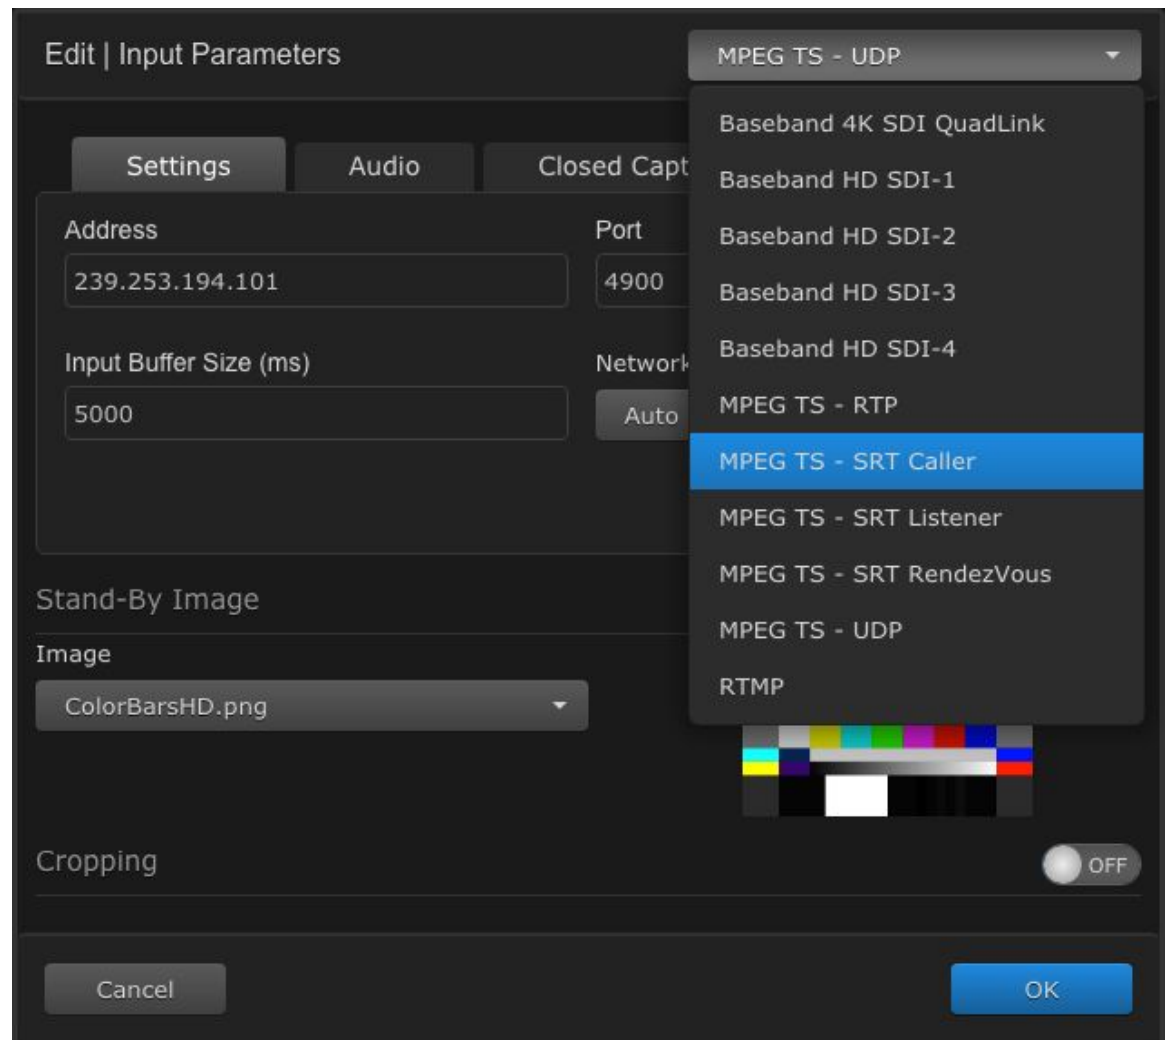 Edit | Input Parameters
MPEG TS - UDP
Baseband 4K SDI QuadLink
Baseband HD SDI-1
Baseband HD SDI-2
Baseband HD SDI-3
Baseband HD SDI-4
MPEG TS - RTP
MPEG TS - SRT Caller
MPEG TS - SRT Listener
MPEG TS - SRT RendezVous
MPEG TS - UDP
RTMP
Settings Audio Closed Capt
Address Port
239.253.194.101 4900
Input Buffer Size (ms) Network
5000 Auto
Stand-By Image
Image
ColorBarsHD.png
Cropping OFF
Cancel OK